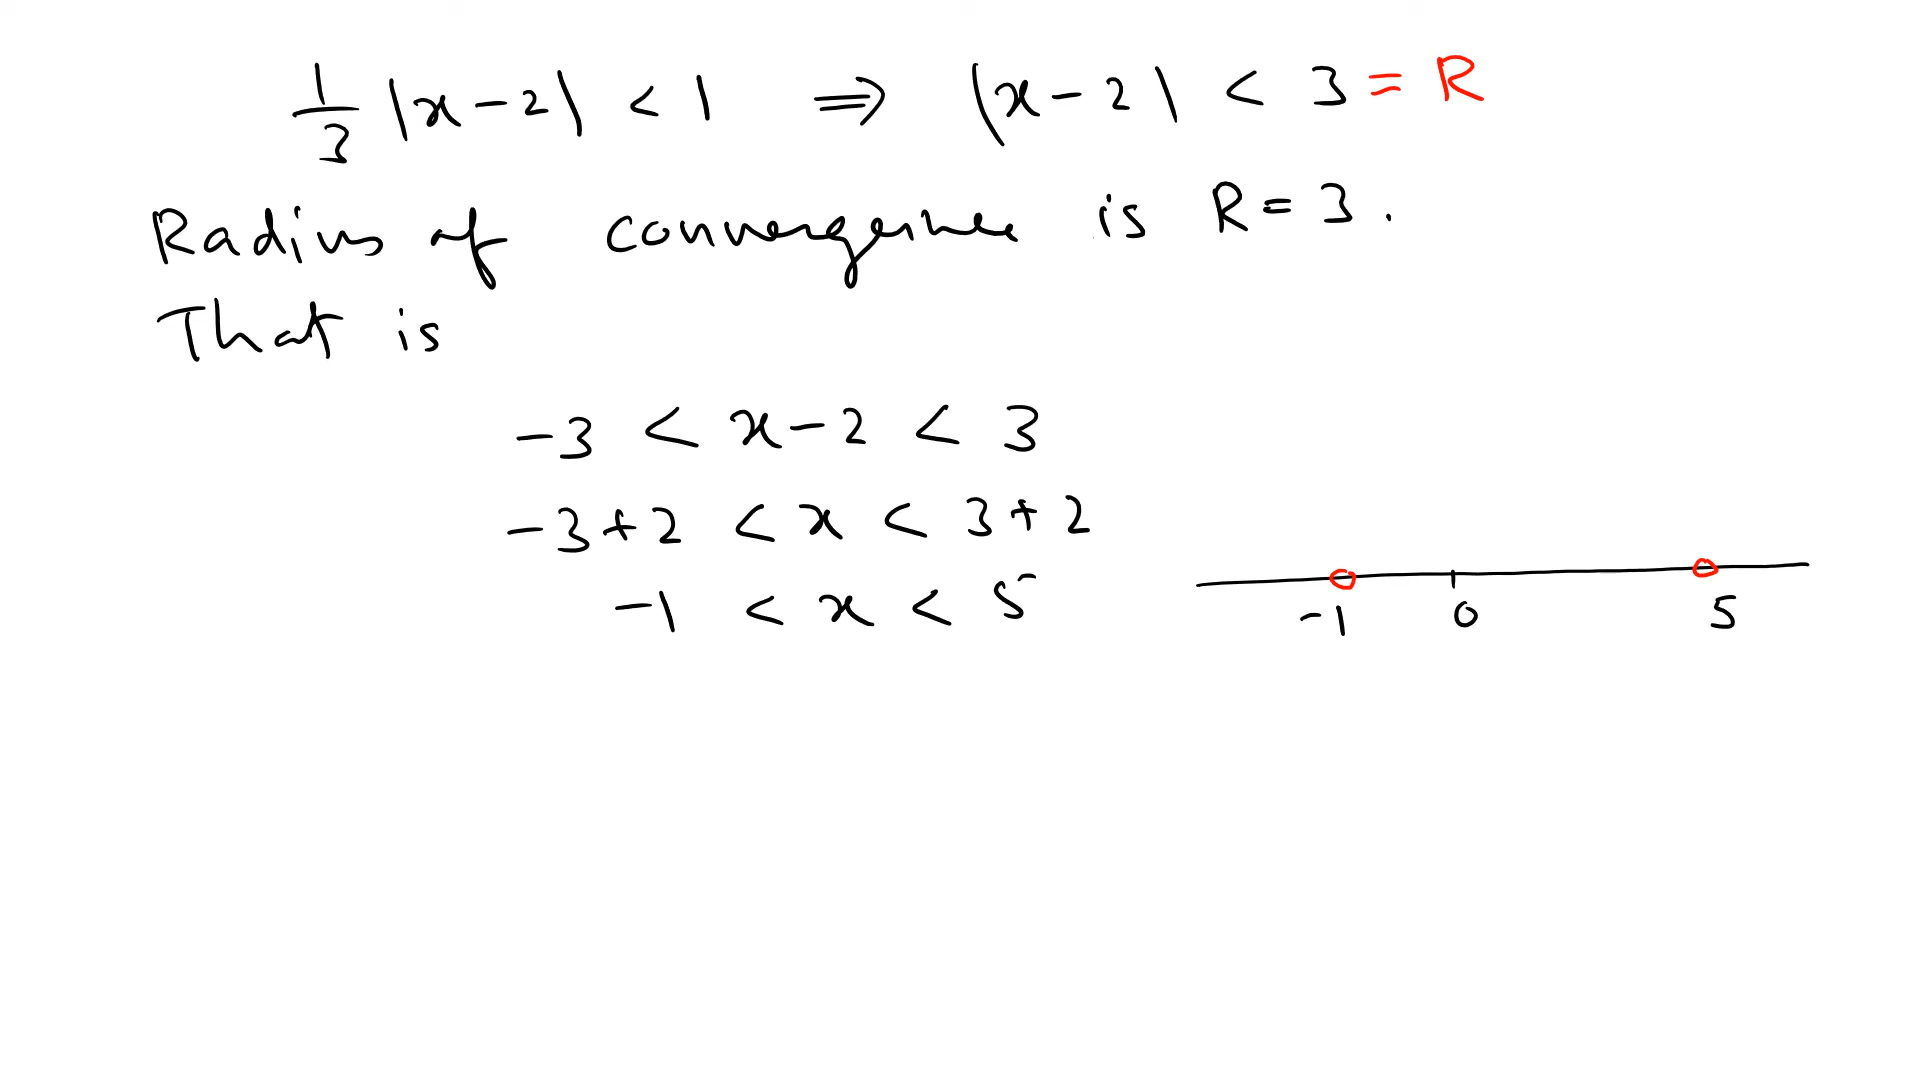 1/3 |x-2| < 1 ⇒ |x-2| < 3 = R
Radius of convergence is R = 3.
That is
-3 < x-2 < 3
-3+2 < x < 3+2
-1 < x < 5
-1 0 5